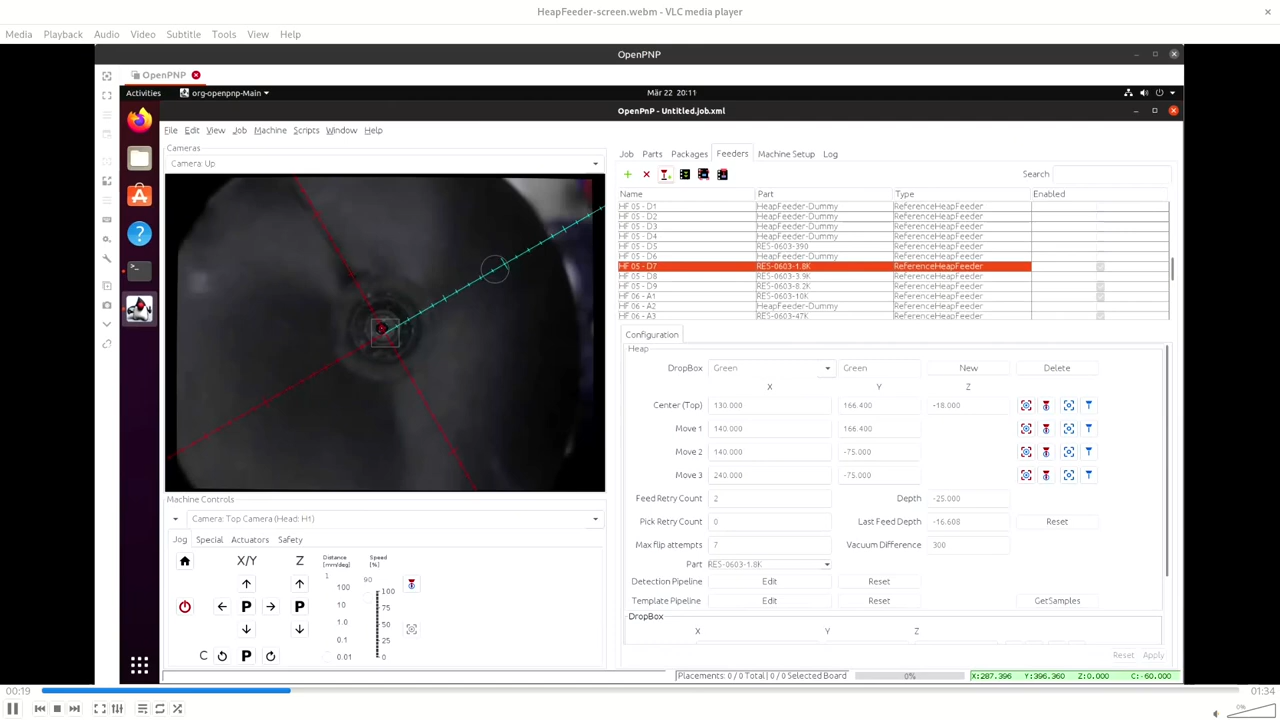 HeapFeeder-screen.webm - VLC media player
Media Playback Audio Video Subtitle Tools View Help
OpenPNP
OpenPNP
Activities org-openpnp-Main Mär 22 20:11
OpenPnP - Untitled.job.xml
File Edit View Job Machine Scripts Window Help
Cameras
Camera: Up
Job Parts Packages Feeders Machine Setup Log
Search
Name Part Type Enabled
HF 05 - D1 HeapFeeder-Dummy ReferenceHeapFeeder
HF 05 - D2 HeapFeeder-Dummy ReferenceHeapFeeder
HF 05 - D3 HeapFeeder-Dummy ReferenceHeapFeeder
HF 05 - D4 HeapFeeder-Dummy ReferenceHeapFeeder
HF 05 - D5 RES-0603-390 ReferenceHeapFeeder
HF 05 - D6 HeapFeeder-Dummy ReferenceHeapFeeder
HF 05 - D7 RES-0603-1.8K ReferenceHeapFeeder
HF 05 - D8 RES-0603-3.9K ReferenceHeapFeeder
HF 05 - D9 RES-0603-8.2K ReferenceHeapFeeder
HF 06 - A1 RES-0603-10K ReferenceHeapFeeder
HF 06 - A2 HeapFeeder-Dummy ReferenceHeapFeeder
HF 06 - A3 RES-0603-47K ReferenceHeapFeeder
Configuration
Heap
DropBox Green Green New Delete
X Y Z
Center (Top) 130.000 166.400 -18.000
Move 1 140.000 166.400
Move 2 140.000 -75.000
Move 3 240.000 -75.000
Feed Retry Count 2 Depth -25.000
Pick Retry Count 0 Last Feed Depth -16.608 Reset
Max flip attempts 7 Vacuum Difference 300
Part RES-0603-1.8K
Detection Pipeline Edit Reset
Template Pipeline Edit Reset GetSamples
DropBox
X Y Z
Reset Apply
Machine Controls
Camera: Top Camera (Head: H1)
Jog Special Actuators Safety
X/Y Z Distance [mm/deg] Speed [%]
1 90
100 100
10 75
P P
1.0 50
0.1 25
0.01 0
C P
Placements: 0 / 0 Total | 0 / 0 Selected Board 0% X:287.396 Y:396.360 Z:0.000 C:-60.000
00:19 01:34
0%